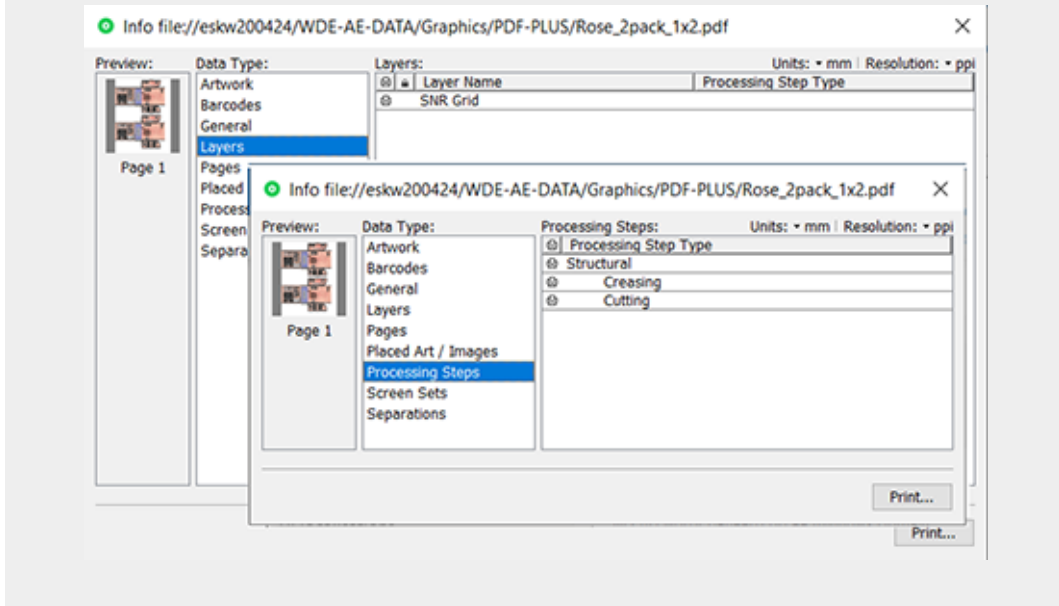 Info file://eskw200424/WDE-AE-DATA/Graphics/PDF-PLUS/Rose_2pack_1x2.pdf
Preview: Data Type: Layers: Units: mm Resolution: ppi
Artwork Layer Name Processing Step Type
Barcodes SNR Grid
General
Layers
Page 1 Pages
Placed
Process
Screen
Separa
Info file://eskw200424/WDE-AE-DATA/Graphics/PDF-PLUS/Rose_2pack_1x2.pdf
Preview: Data Type: Processing Steps: Units: mm Resolution: ppi
Artwork Processing Step Type
Barcodes Structural
General Creasing
Layers Cutting
Page 1 Pages
Placed Art / Images
Processing Steps
Screen Sets
Separations
Print...
Print...